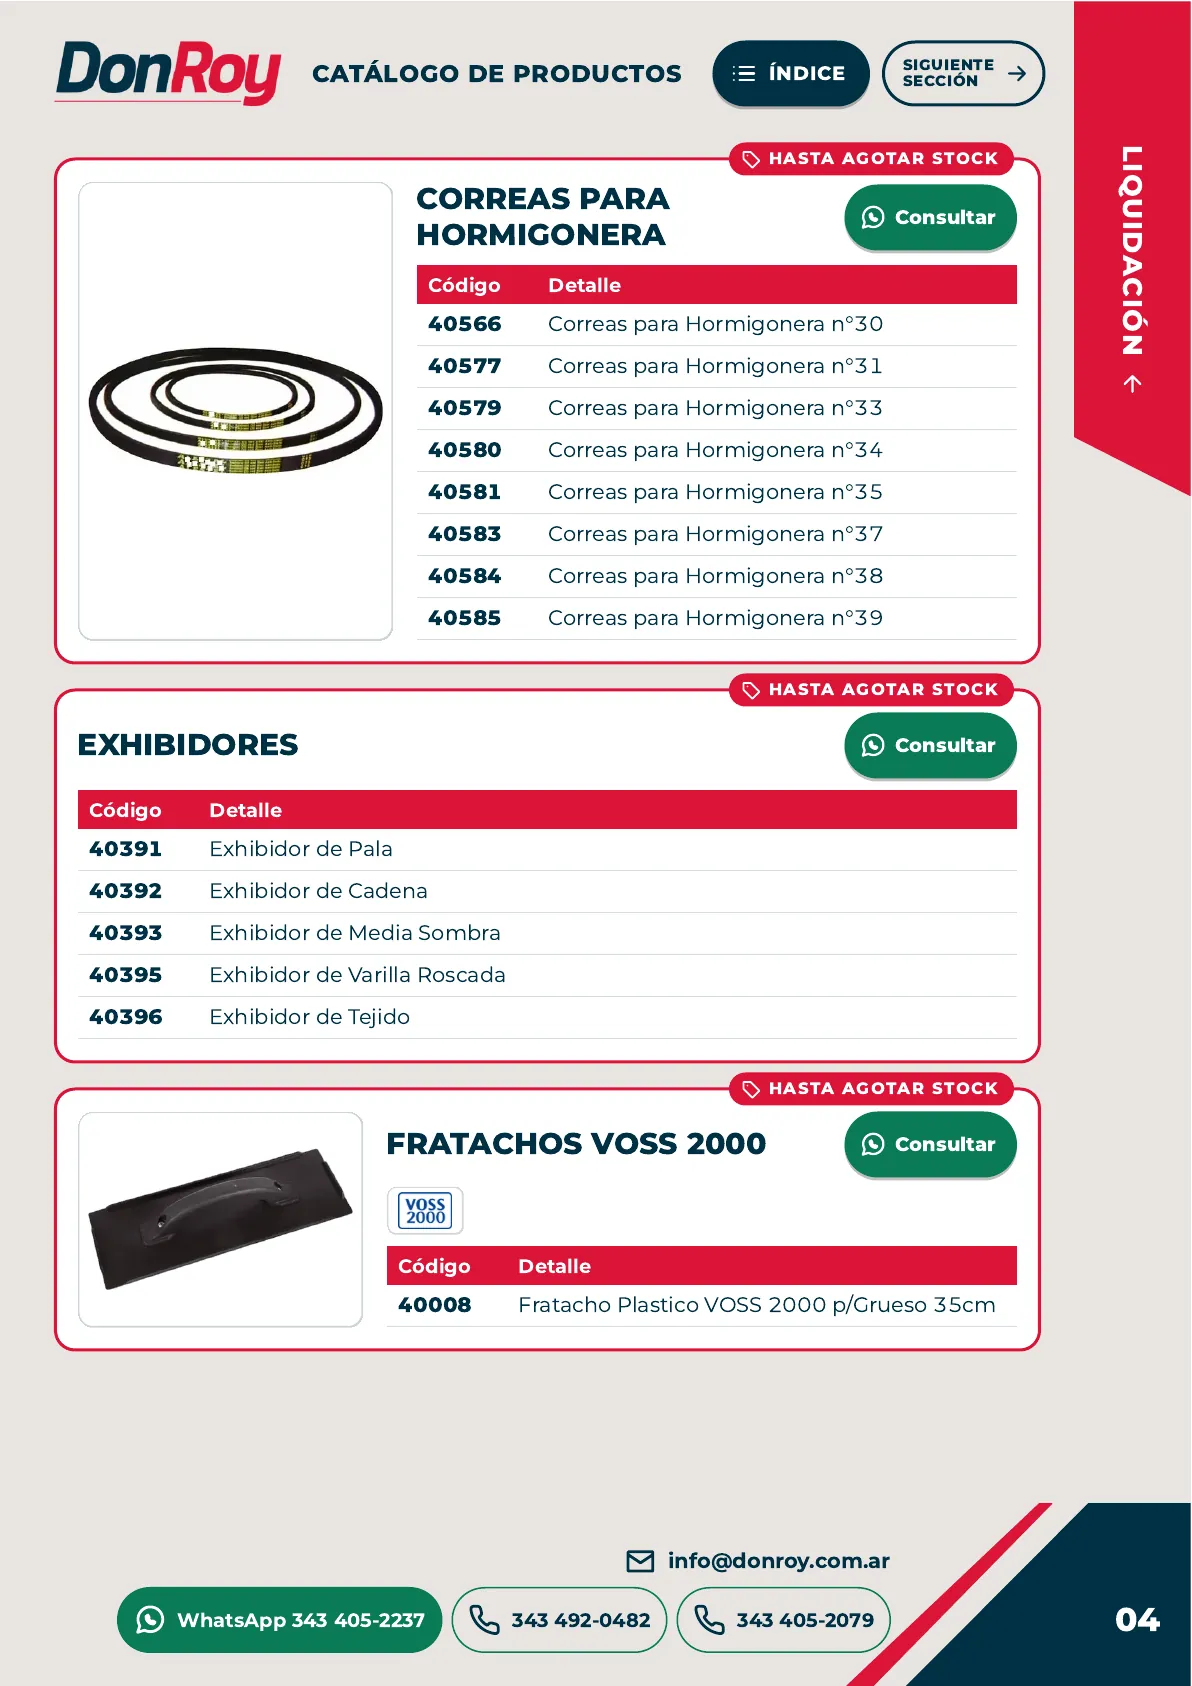 DonRoy
CATÁLOGO DE PRODUCTOS
ÍNDICE
SIGUIENTE
SECCIÓN
LIQUIDACIÓN
HASTA AGOTAR STOCK
CORREAS PARA
HORMIGONERA
Consultar
Código Detalle
40566 Correas para Hormigonera n°30
40577 Correas para Hormigonera n°31
40579 Correas para Hormigonera n°33
40580 Correas para Hormigonera n°34
40581 Correas para Hormigonera n°35
40583 Correas para Hormigonera n°37
40584 Correas para Hormigonera n°38
40585 Correas para Hormigonera n°39
HASTA AGOTAR STOCK
EXHIBIDORES
Consultar
Código Detalle
40391 Exhibidor de Pala
40392 Exhibidor de Cadena
40393 Exhibidor de Media Sombra
40395 Exhibidor de Varilla Roscada
40396 Exhibidor de Tejido
HASTA AGOTAR STOCK
FRATACHOS VOSS 2000
Consultar
VOSS
2000
Código Detalle
40008 Fratacho Plastico VOSS 2000 p/Grueso 35cm
info@donroy.com.ar
WhatsApp 343 405-2237
343 492-0482
343 405-2079
04